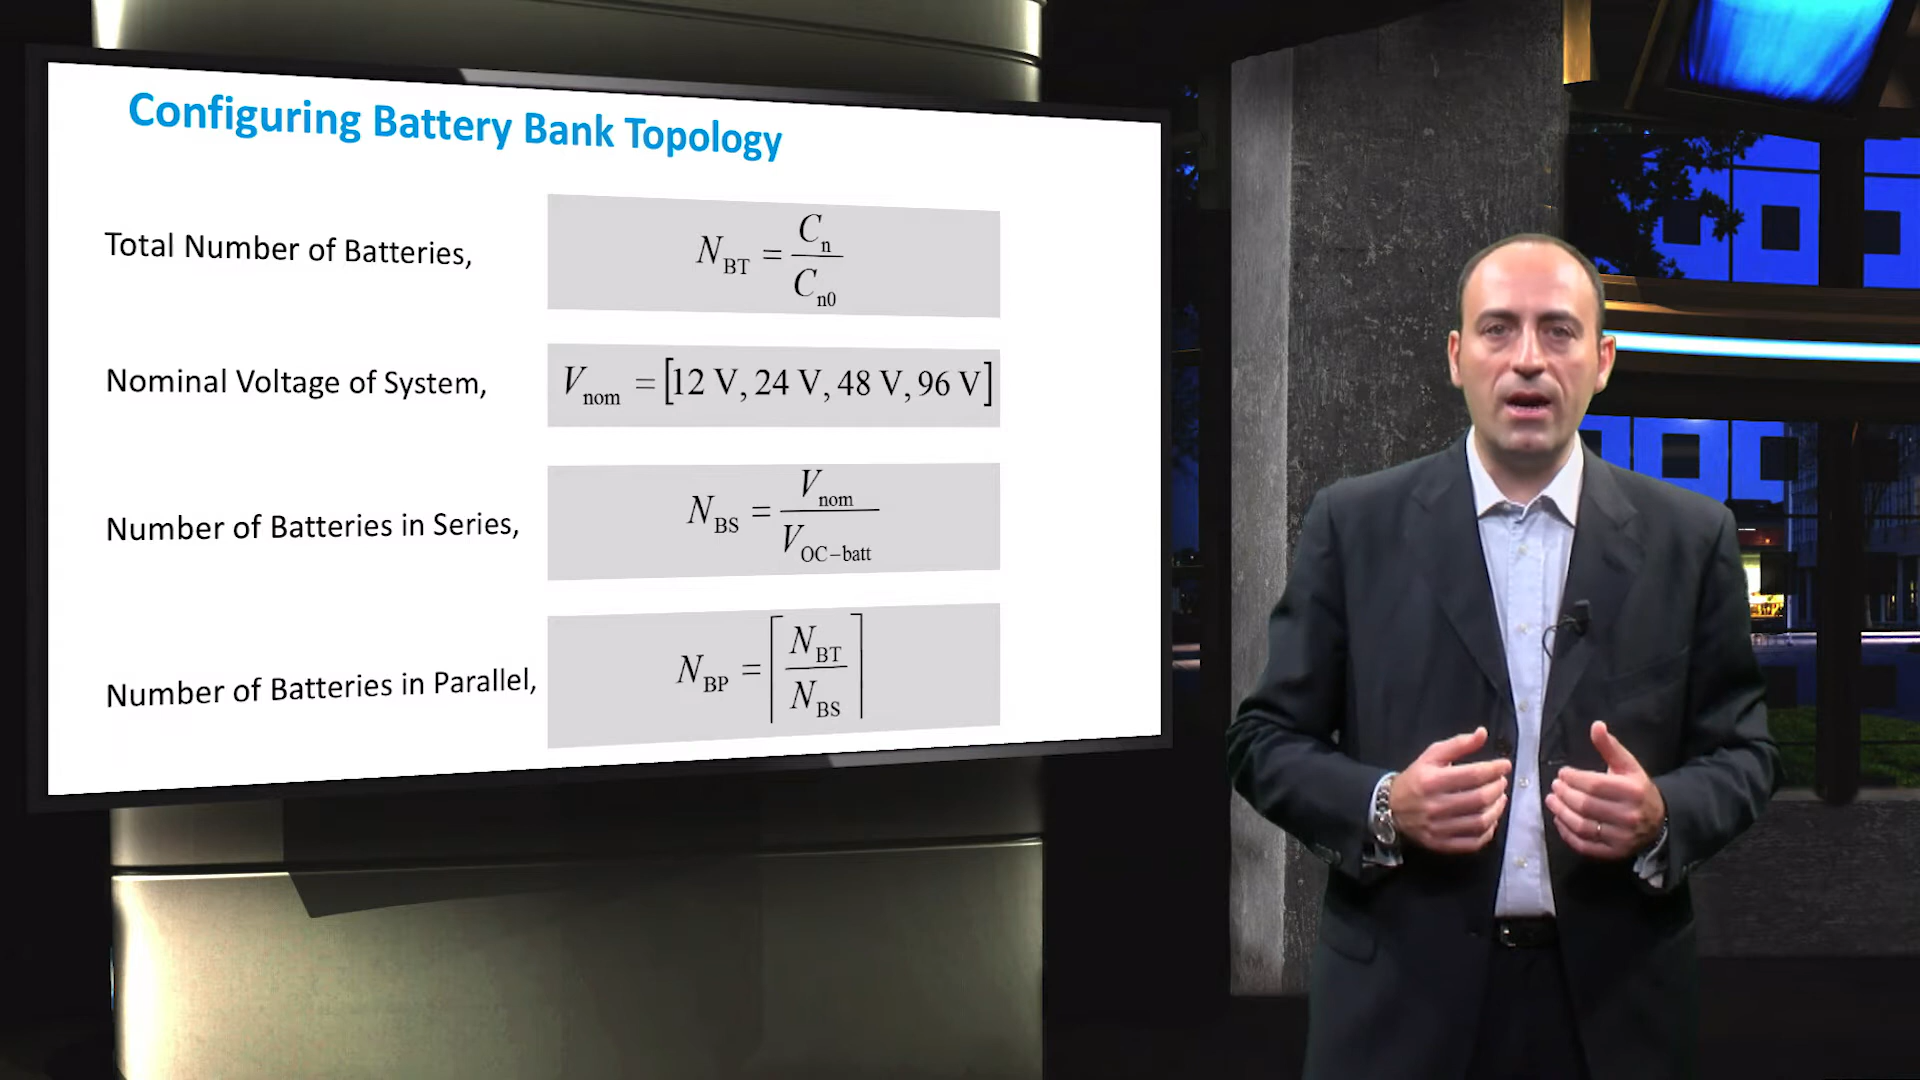 Configuring Battery Bank Topology
Total Number of Batteries,
N_BT = C_n / C_n0
Nominal Voltage of System,
V_nom = [12 V, 24 V, 48 V, 96 V]
Number of Batteries in Series,
N_BS = V_nom / V_OC−batt
Number of Batteries in Parallel,
N_BP = ⌈N_BT / N_BS⌉